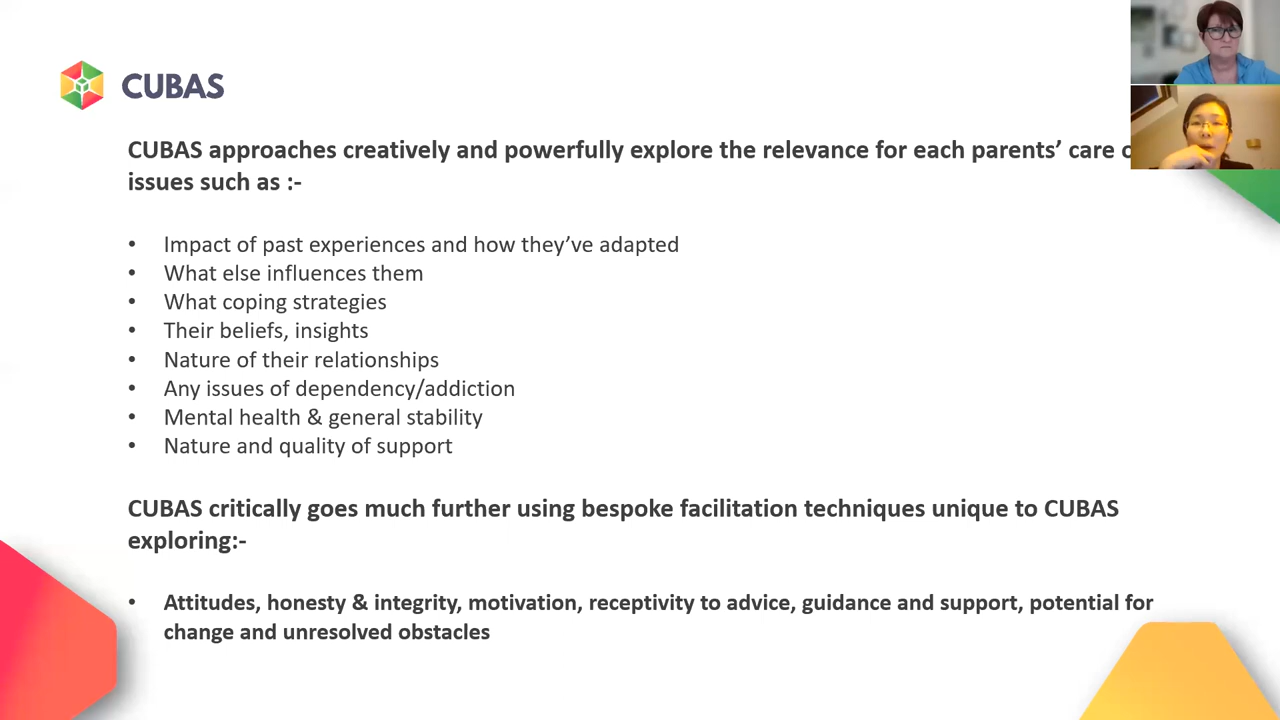 CUBAS
CUBAS approaches creatively and powerfully explore the relevance for each parents’ care
issues such as :-
• Impact of past experiences and how they’ve adapted
• What else influences them
• What coping strategies
• Their beliefs, insights
• Nature of their relationships
• Any issues of dependency/addiction
• Mental health & general stability
• Nature and quality of support
CUBAS critically goes much further using bespoke facilitation techniques unique to CUBAS
exploring:-
• Attitudes, honesty & integrity, motivation, receptivity to advice, guidance and support, potential for
change and unresolved obstacles